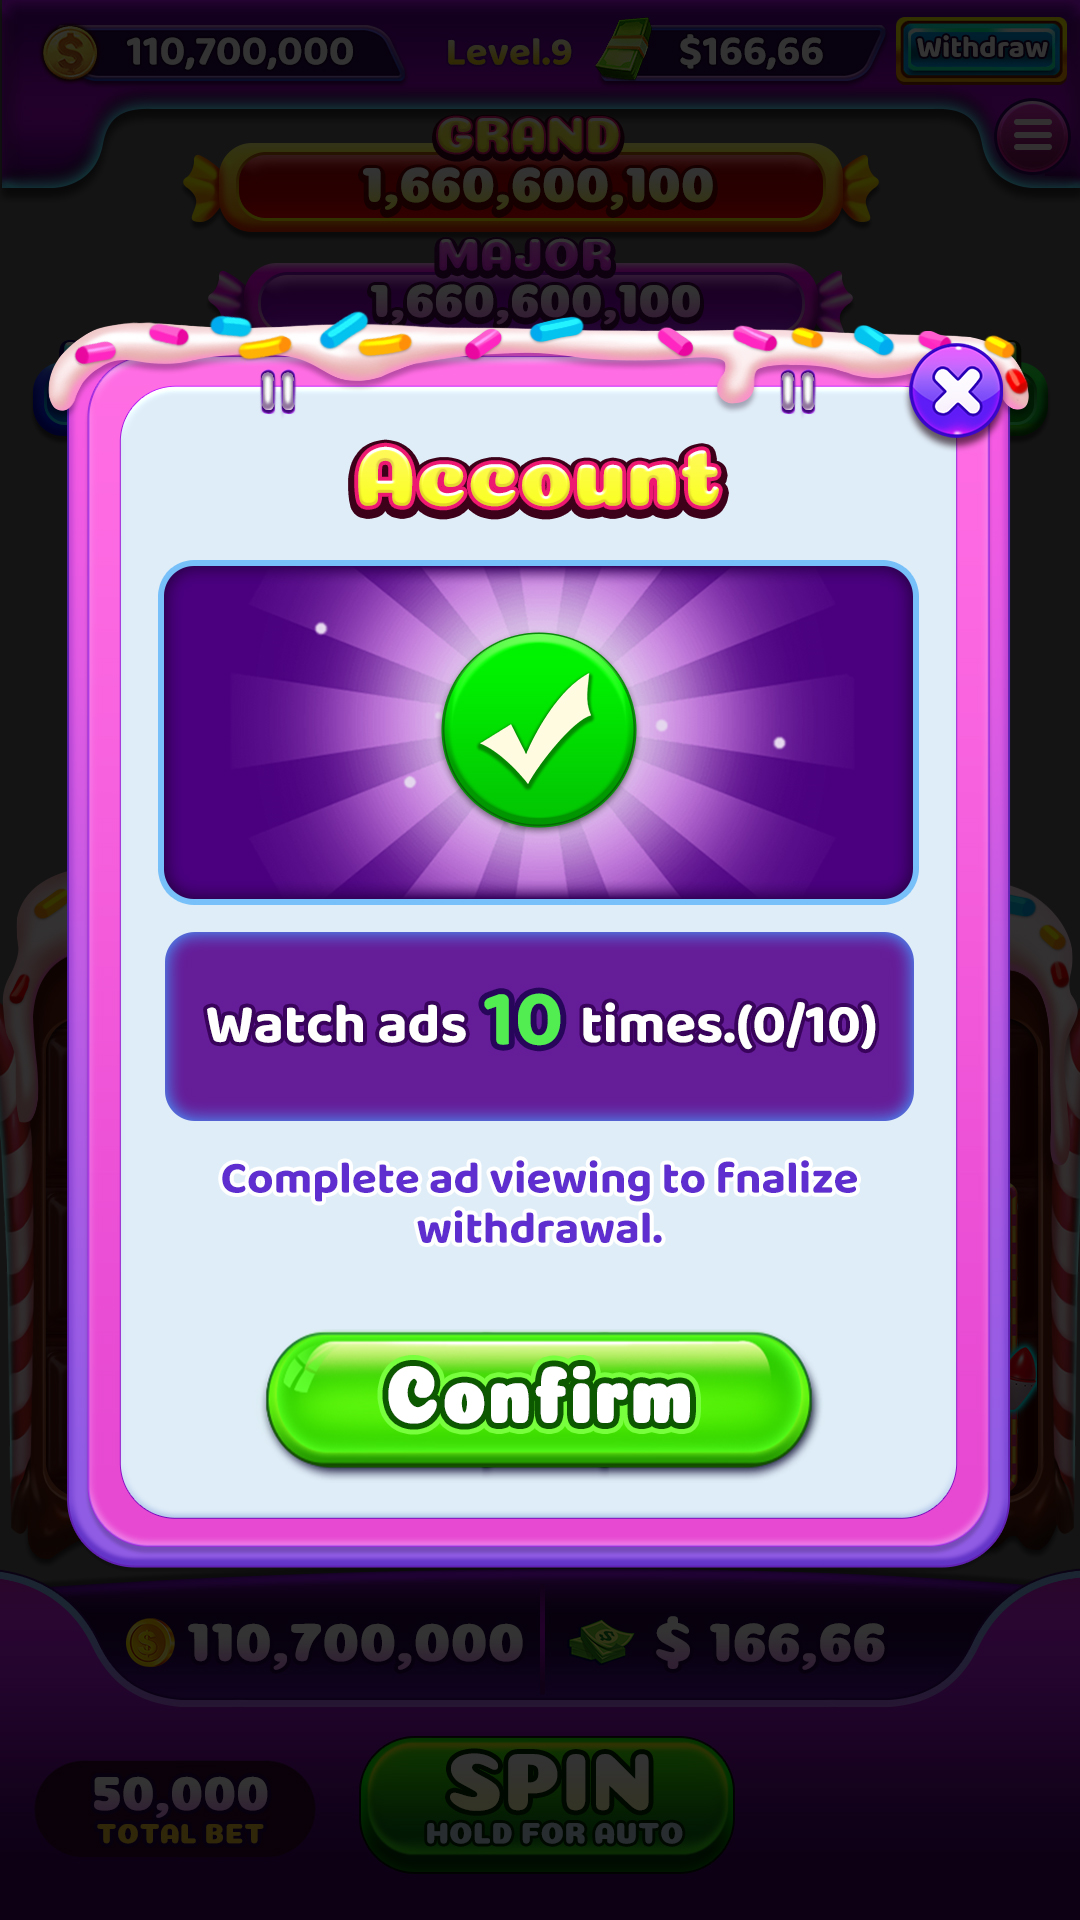 110,700,000 Level.9 $166,66 Withdraw
GRAND
1,660,600,100
MAJOR
1,660,600,100
Account
Watch ads 10 times.(0/10)
Complete ad viewing to fnalize
withdrawal.
Confirm
110,700,000 $ 166,66
50,000
TOTAL BET
SPIN
HOLD FOR AUTO